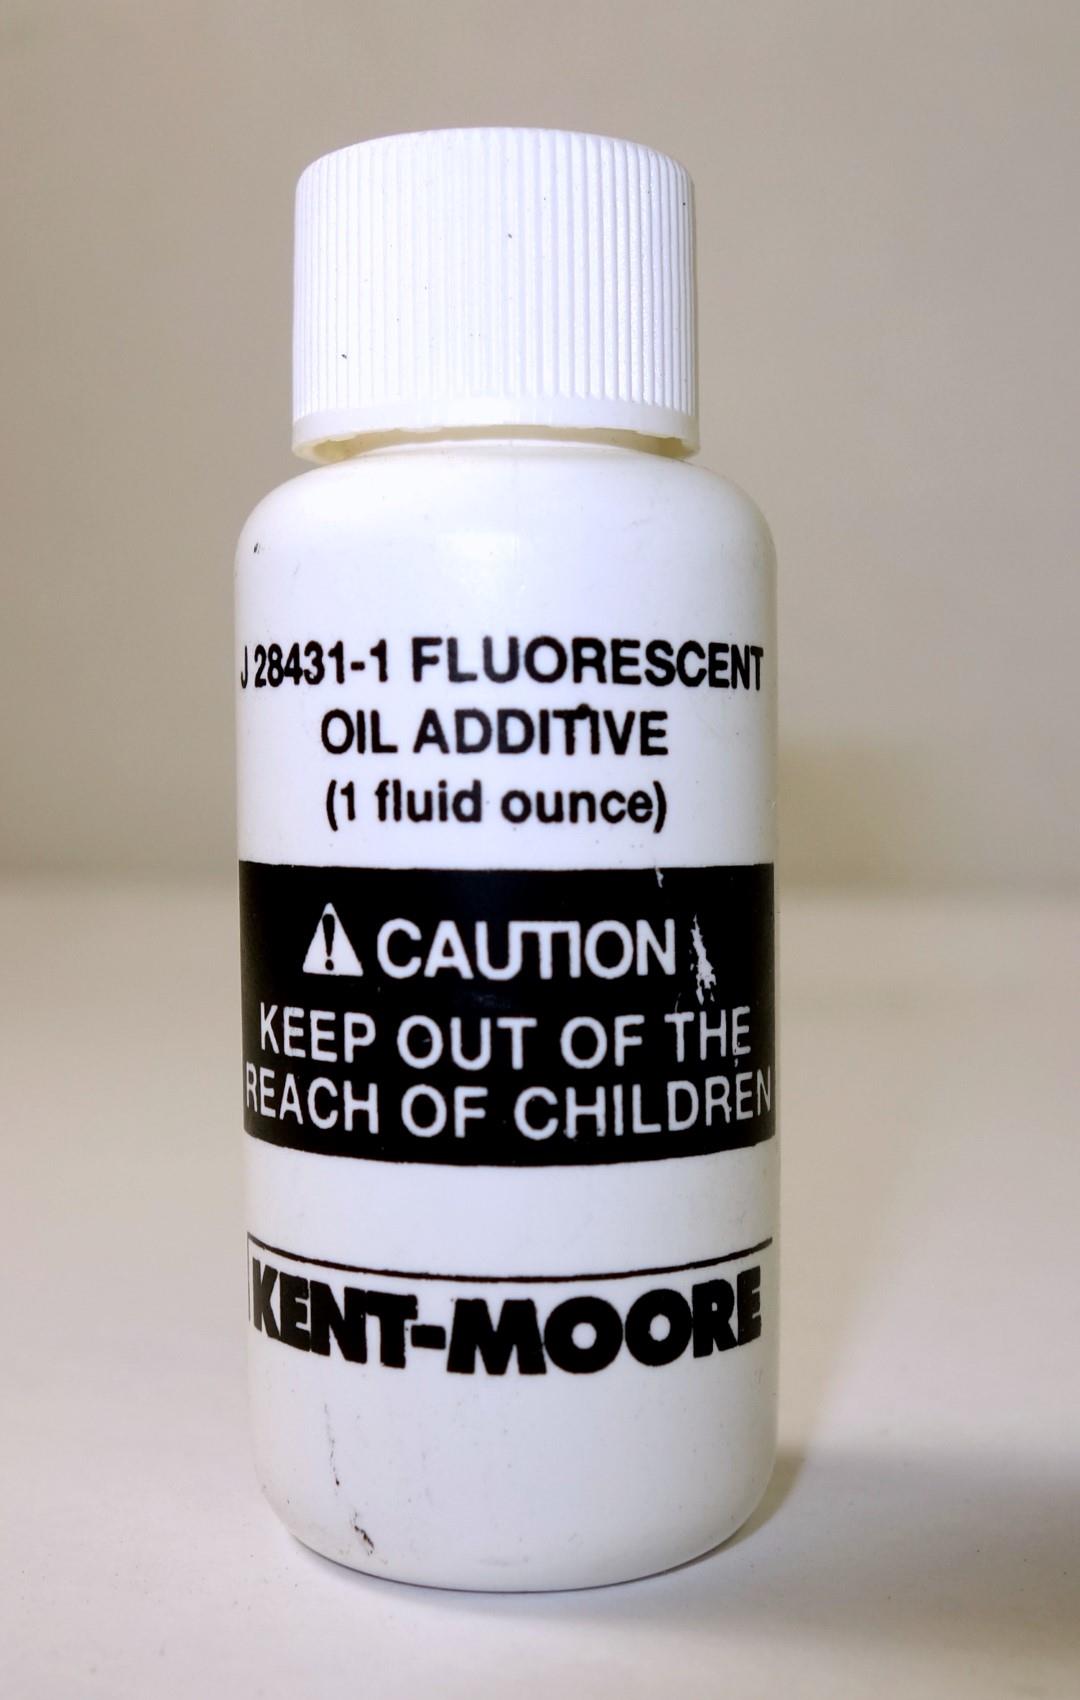 J 28431-1 FLUORESCENT
OIL ADDITIVE
(1 fluid ounce)
⚠ CAUTION
KEEP OUT OF THE
REACH OF CHILDREN
KENT-MOORE